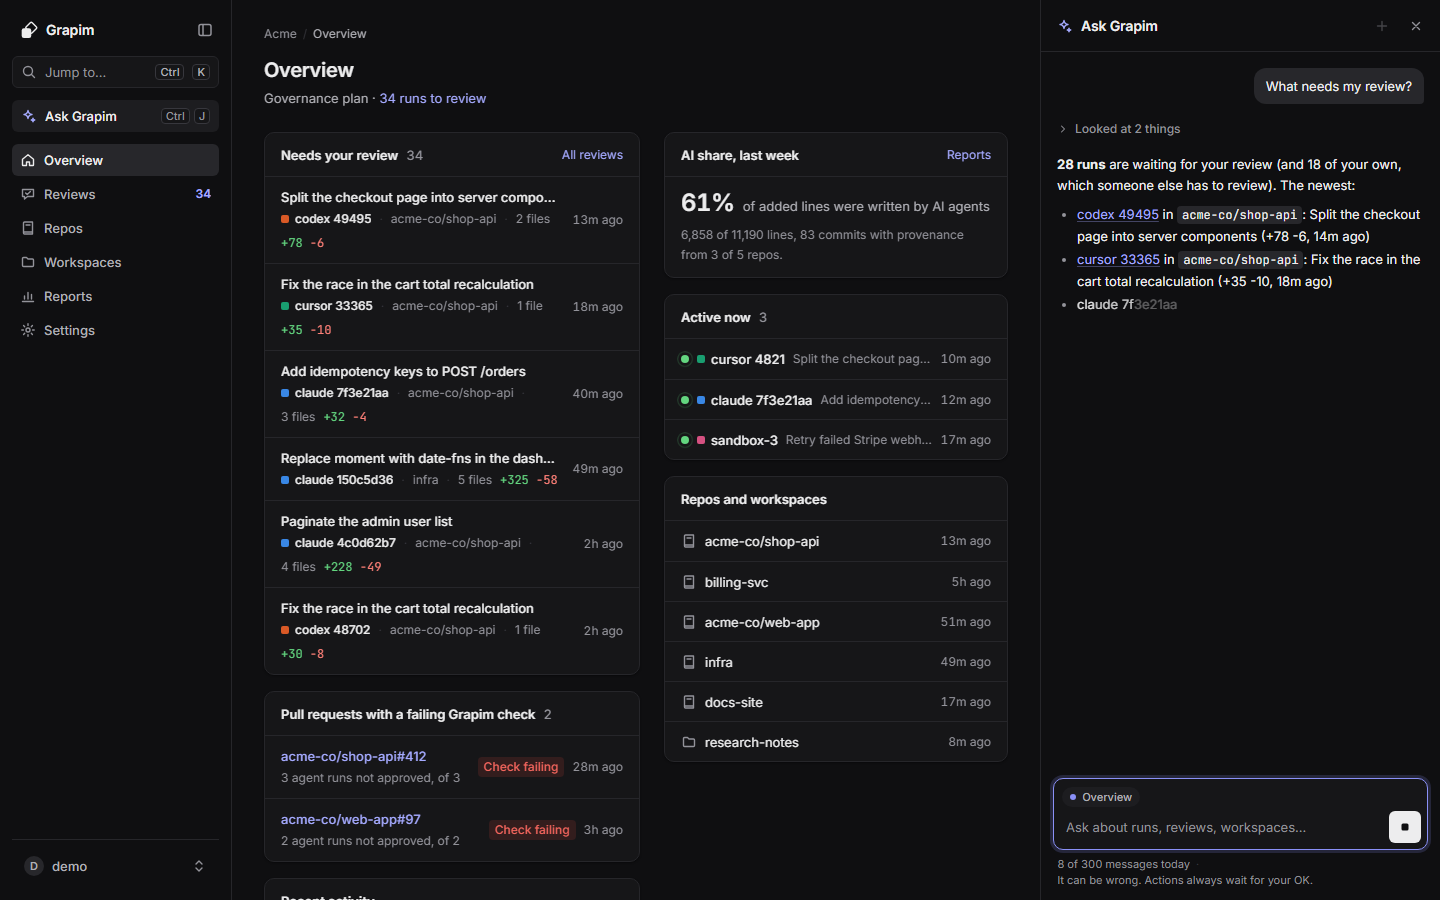 Grapim
Jump to... Ctrl K
Ask Grapim Ctrl J
Overview
Reviews 34
Repos
Workspaces
Reports
Settings
D demo
Acme / Overview
Overview
Governance plan · 34 runs to review
Needs your review 34 All reviews
Split the checkout page into server compo...
codex 49495 · acme-co/shop-api · 2 files 13m ago
+78 -6
Fix the race in the cart total recalculation
cursor 33365 · acme-co/shop-api · 1 file 18m ago
+35 -10
Add idempotency keys to POST /orders
claude 7f3e21aa · acme-co/shop-api · 40m ago
3 files +32 -4
Replace moment with date-fns in the dash...
claude 150c5d36 · infra · 5 files +325 -58 49m ago
Paginate the admin user list
claude 4c0d62b7 · acme-co/shop-api · 2h ago
4 files +228 -49
Fix the race in the cart total recalculation
codex 48702 · acme-co/shop-api · 1 file 2h ago
+30 -8
Pull requests with a failing Grapim check 2
acme-co/shop-api#412
3 agent runs not approved, of 3 Check failing 28m ago
acme-co/web-app#97
2 agent runs not approved, of 2 Check failing 3h ago
Recent activity
AI share, last week Reports
61% of added lines were written by AI agents
6,858 of 11,190 lines, 83 commits with provenance
from 3 of 5 repos.
Active now 3
cursor 4821 Split the checkout pag... 10m ago
claude 7f3e21aa Add idempotency... 12m ago
sandbox-3 Retry failed Stripe webh... 17m ago
Repos and workspaces
acme-co/shop-api 13m ago
billing-svc 5h ago
acme-co/web-app 51m ago
infra 49m ago
docs-site 17m ago
research-notes 8m ago
Ask Grapim
What needs my review?
Looked at 2 things
28 runs are waiting for your review (and 18 of your own,
which someone else has to review). The newest:
• codex 49495 in acme-co/shop-api: Split the checkout
page into server components (+78 -6, 14m ago)
• cursor 33365 in acme-co/shop-api: Fix the race in the
cart total recalculation (+35 -10, 18m ago)
• claude 7f3e21aa
Overview
Ask about runs, reviews, workspaces...
8 of 300 messages today ·
It can be wrong. Actions always wait for your OK.